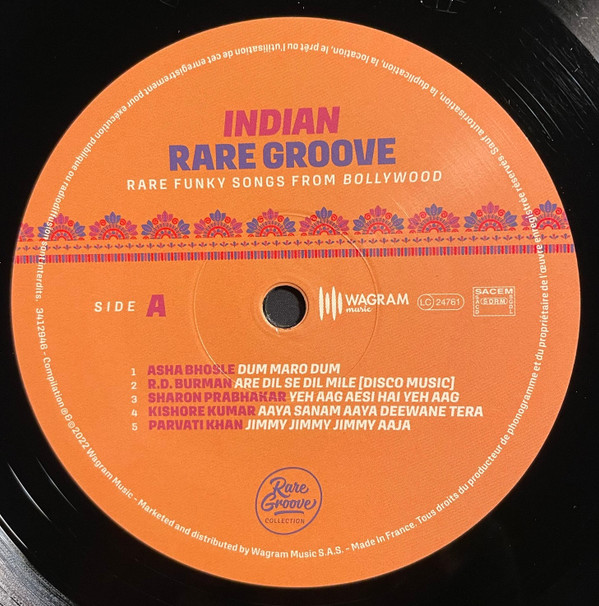 INDIAN
RARE GROOVE
RARE FUNKY SONGS FROM BOLLYWOOD
SIDE A
WAGRAM
music
LC 24761
SACEM
SACD
SDRM
SGDL
1 ASHA BHOSLE DUM MARO DUM
2 R.D. BURMAN ARE DIL SE DIL MILE [DISCO MUSIC]
3 SHARON PRABHAKAR YEH AAG AESI HAI YEH AAG
4 KISHORE KUMAR AAYA SANAM AAYA DEEWANE TERA
5 PARVATI KHAN JIMMY JIMMY JIMMY AAJA
Rare
Groove
COLLECTION
3412946 - Compilation ℗ & © 2022 Wagram Music - Marketed and distributed by Wagram Music S.A.S. - Made in France. Tous droits du producteur de phonogramme et du propriétaire de l'œuvre enregistrée réservés Sauf autorisation, la duplication, la location, le prêt ou l'utilisation de cet enregistrement pour exécution publique ou radiodiffusion sont interdits.